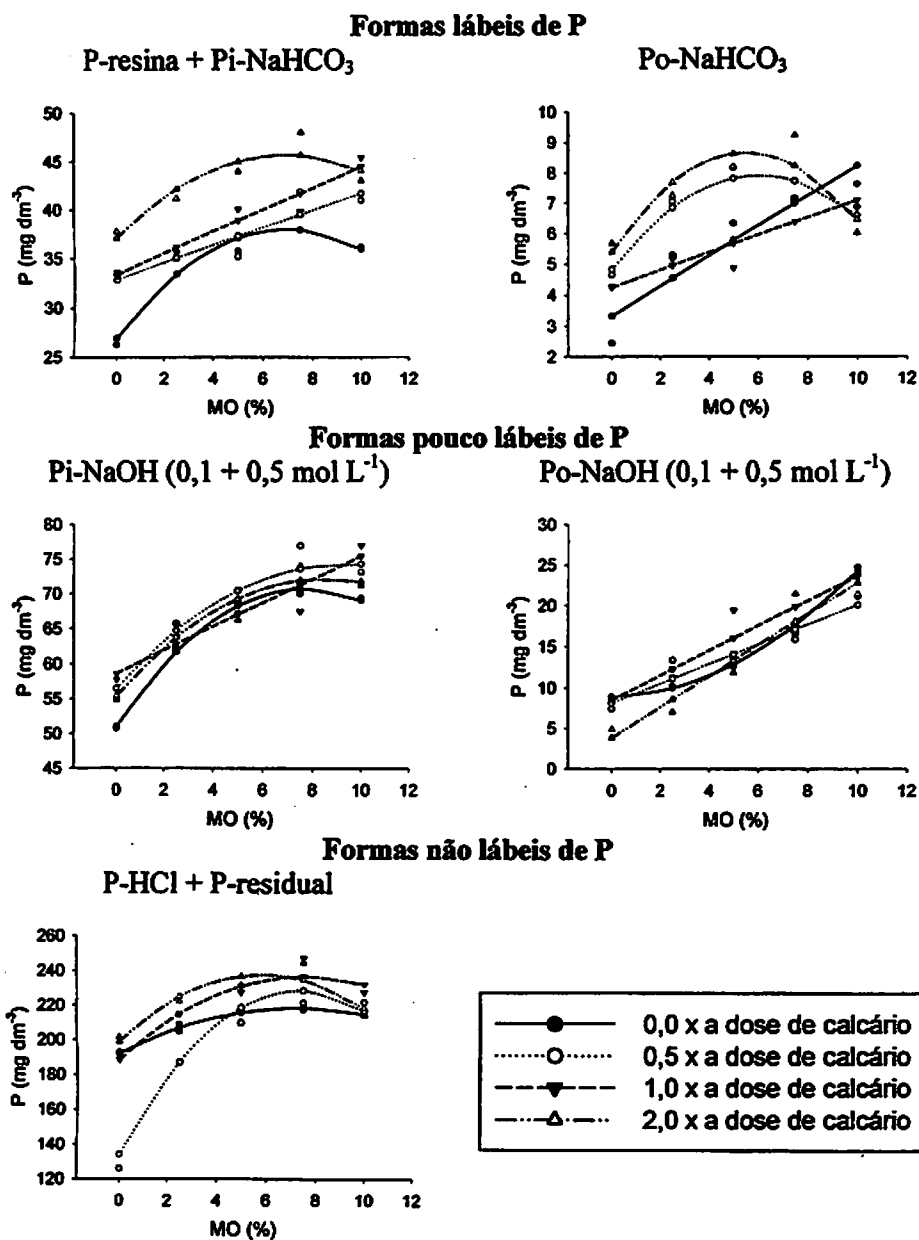 Formas lábeis de P
P-resina + Pi-NaHCO₃
Po-NaHCO₃
P (mg dm⁻³)
50
45
40
35
30
25
0 2 4 6 8 10 12
MO (%)
P (mg dm⁻³)
10
9
8
7
6
5
4
3
2
0 2 4 6 8 10 12
MO (%)
Formas pouco lábeis de P
Pi-NaOH (0,1 + 0,5 mol L⁻¹)
Po-NaOH (0,1 + 0,5 mol L⁻¹)
P (mg dm⁻³)
80
75
70
65
60
55
50
45
0 2 4 6 8 10 12
MO (%)
P (mg dm⁻³)
30
25
20
15
10
5
0
0 2 4 6 8 10 12
MO (%)
Formas não lábeis de P
P-HCl + P-residual
P (mg dm⁻³)
260
240
220
200
180
160
140
120
0 2 4 6 8 10 12
MO (%)
0,0 x a dose de calcário
0,5 x a dose de calcário
1,0 x a dose de calcário
2,0 x a dose de calcário